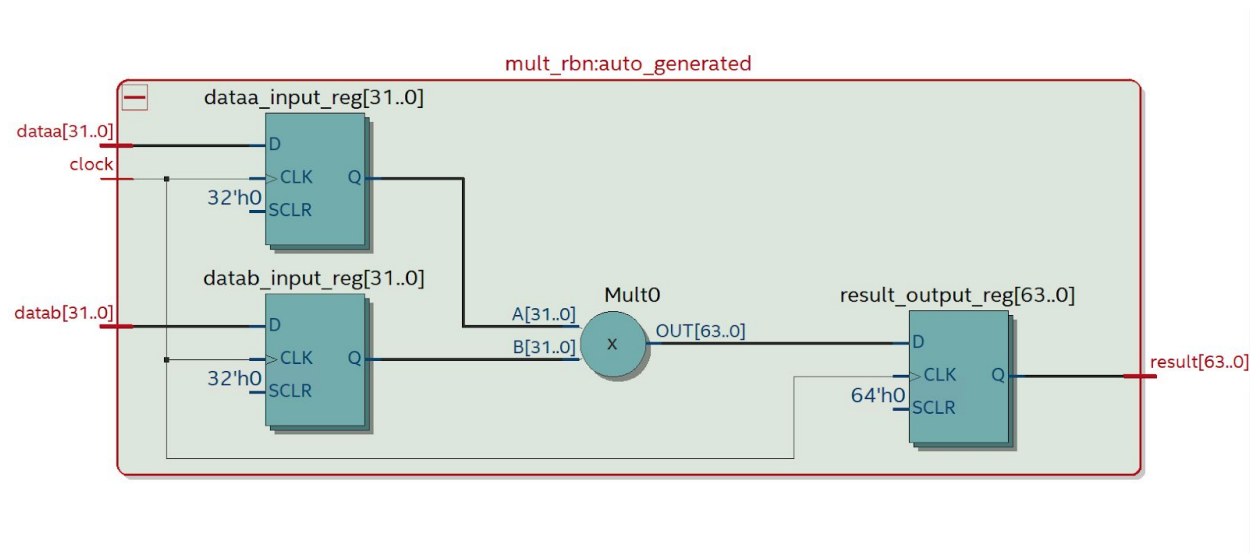 mult_rbn:auto_generated
dataa_input_reg[31..0]
dataa[31..0]
D
clock
CLK
Q
32'h0
SCLR
datab_input_reg[31..0]
datab[31..0]
D
CLK
Q
32'h0
SCLR
Mult0
A[31..0]
B[31..0]
x
OUT[63..0]
result_output_reg[63..0]
D
CLK
Q
64'h0
SCLR
result[63..0]